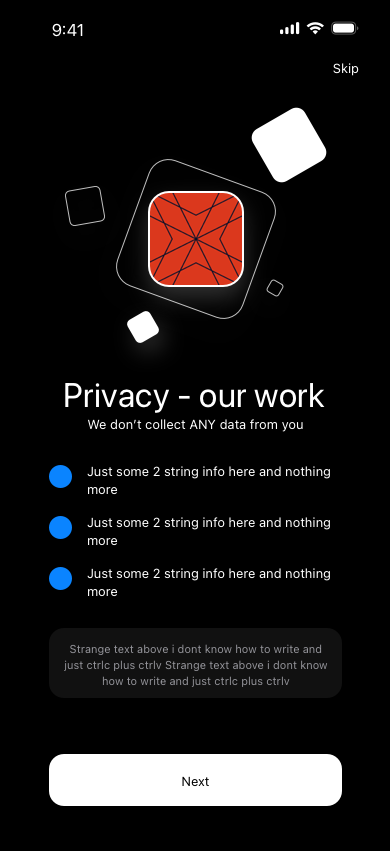 9:41
Skip
Privacy - our work
We don't collect ANY data from you
Just some 2 string info here and nothing
more
Just some 2 string info here and nothing
more
Just some 2 string info here and nothing
more
Strange text above i dont know how to write and
just ctrlc plus ctrlv Strange text above i dont know
how to write and just ctrlc plus ctrlv
Next